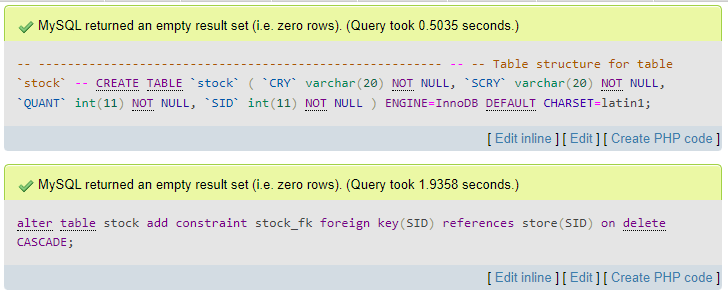 MySQL returned an empty result set (i.e. zero rows). (Query took 0.5035 seconds.)
-- -------------------------------------------------------- -- -- Table structure for table
`stock` -- CREATE TABLE `stock` ( `CRY` varchar(20) NOT NULL, `SCRY` varchar(20) NOT NULL,
`QUANT` int(11) NOT NULL, `SID` int(11) NOT NULL ) ENGINE=InnoDB DEFAULT CHARSET=latin1;
[ Edit inline ] [ Edit ] [ Create PHP code ]
MySQL returned an empty result set (i.e. zero rows). (Query took 1.9358 seconds.)
alter table stock add constraint stock_fk foreign key(SID) references store(SID) on delete
CASCADE;
[ Edit inline ] [ Edit ] [ Create PHP code ]